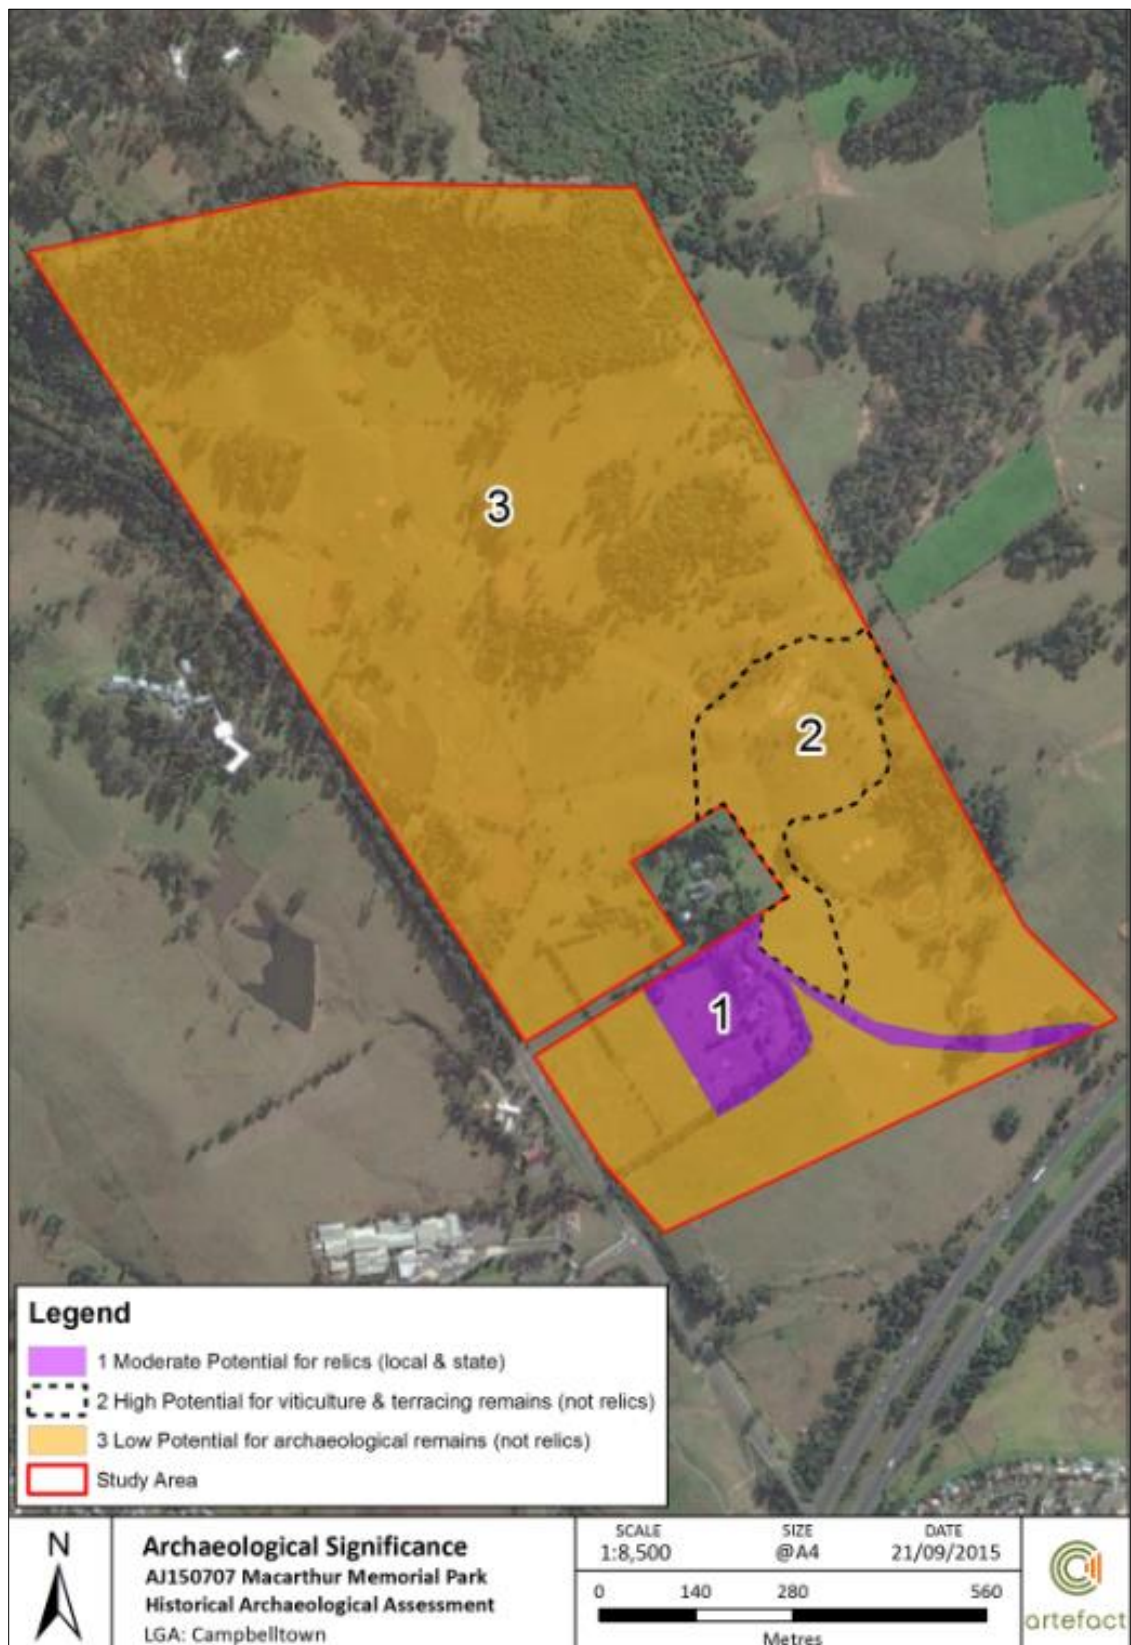 3
2
1
Legend
1 Moderate Potential for relics (local & state)
2 High Potential for viticulture & terracing remains (not relics)
3 Low Potential for archaeological remains (not relics)
Study Area
N
Archaeological Significance
AJ150707 Macarthur Memorial Park
Historical Archaeological Assessment
LGA: Campbelltown
SCALE
1:8,500
SIZE
@A4
DATE
21/09/2015
0 140 280 560
Metres
artefact